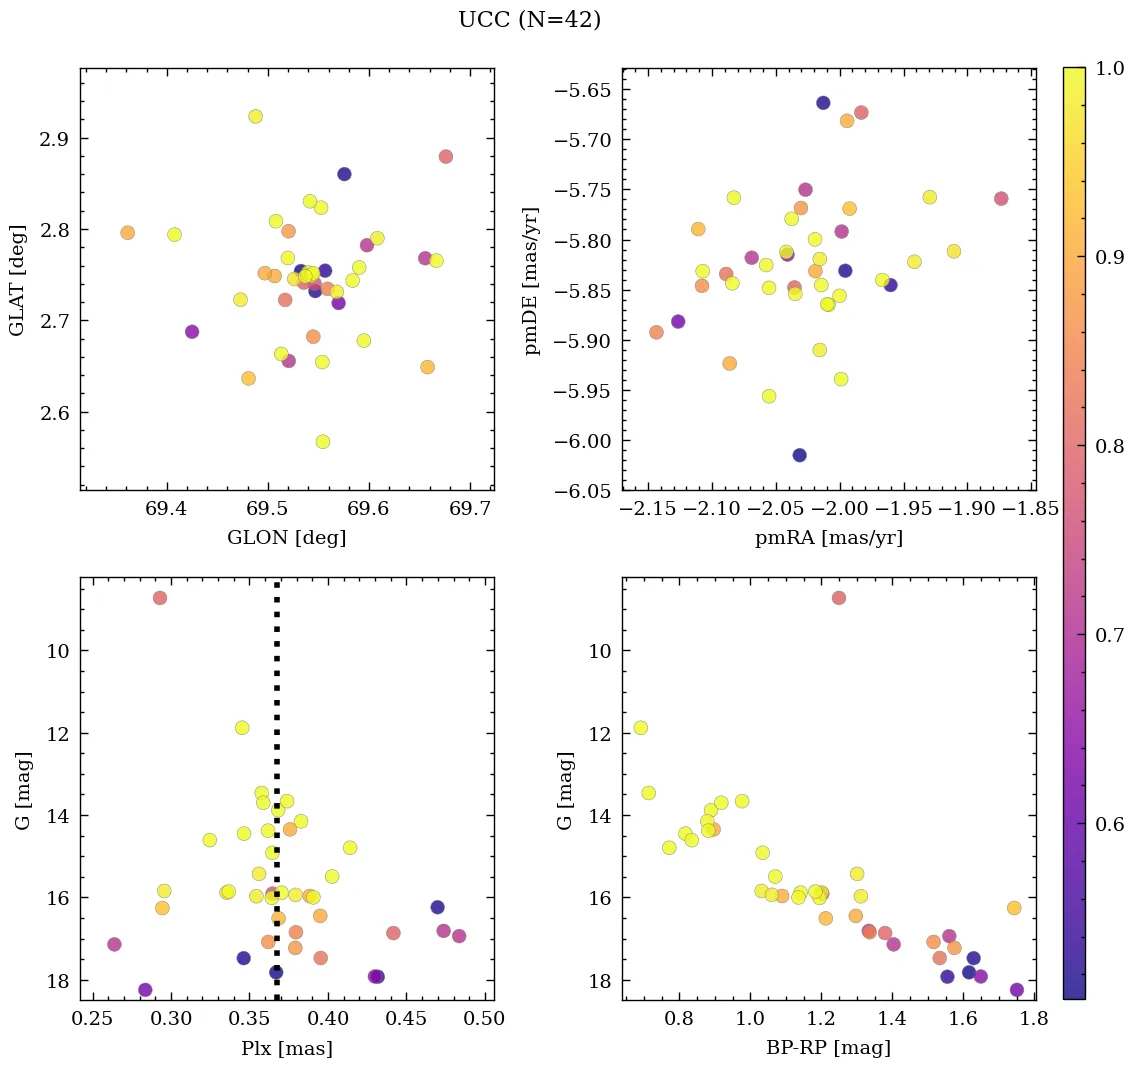 UCC (N=42)
2.9
2.8
2.7
2.6
GLAT [deg]
69.4 69.5 69.6 69.7
GLON [deg]
−5.65
−5.70
−5.75
−5.80
−5.85
−5.90
−5.95
−6.00
−6.05
pmDE [mas/yr]
−2.15 −2.10 −2.05 −2.00 −1.95 −1.90 −1.85
pmRA [mas/yr]
10
12
14
16
18
G [mag]
0.25 0.30 0.35 0.40 0.45 0.50
Plx [mas]
10
12
14
16
18
G [mag]
0.8 1.0 1.2 1.4 1.6 1.8
BP-RP [mag]
1.0
0.9
0.8
0.7
0.6